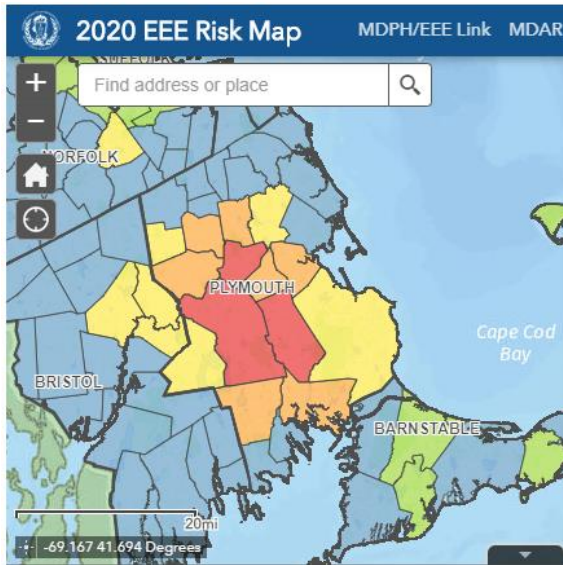 2020 EEE Risk Map
MDPH/EEE Link MDAR
SUFFOLK
+
Find address or place
−
NORFOLK
PLYMOUTH
Cape Cod
Bay
BRISTOL
BARNSTABLE
20mi
-69.167 41.694 Degrees